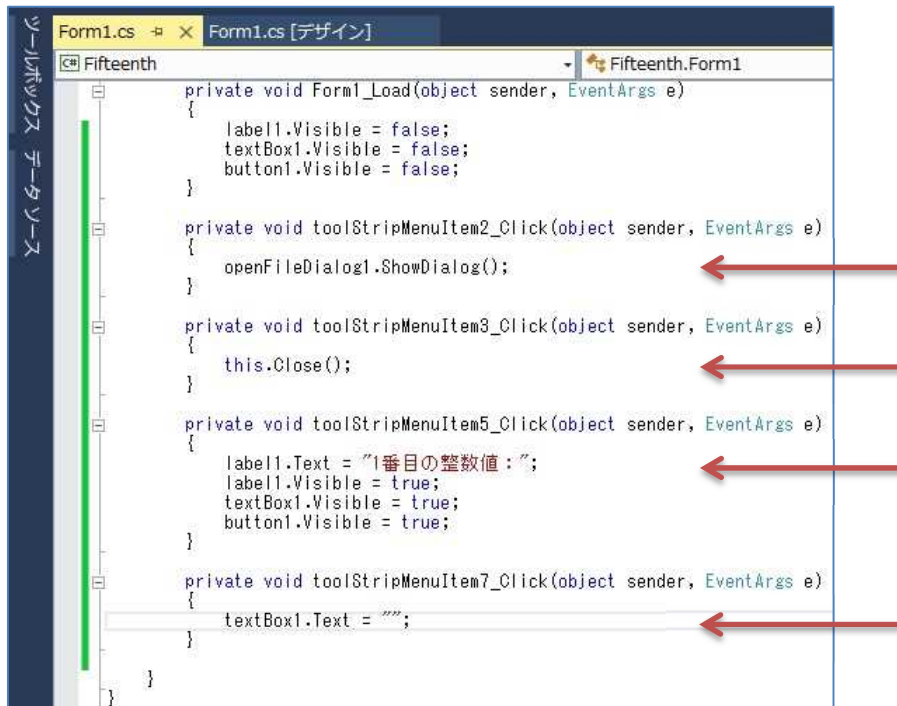 ツールボックス データ ソース
Form1.cs × Form1.cs [デザイン]
C# Fifteenth Fifteenth.Form1
private void Form1_Load(object sender, EventArgs e)
{
label1.Visible = false;
textBox1.Visible = false;
button1.Visible = false;
}
private void toolStripMenuItem2_Click(object sender, EventArgs e)
{
openFileDialog1.ShowDialog();
}
private void toolStripMenuItem3_Click(object sender, EventArgs e)
{
this.Close();
}
private void toolStripMenuItem5_Click(object sender, EventArgs e)
{
label1.Text = "1番目の整数値：";
label1.Visible = true;
textBox1.Visible = true;
button1.Visible = true;
}
private void toolStripMenuItem7_Click(object sender, EventArgs e)
{
textBox1.Text = "";
}
}
}